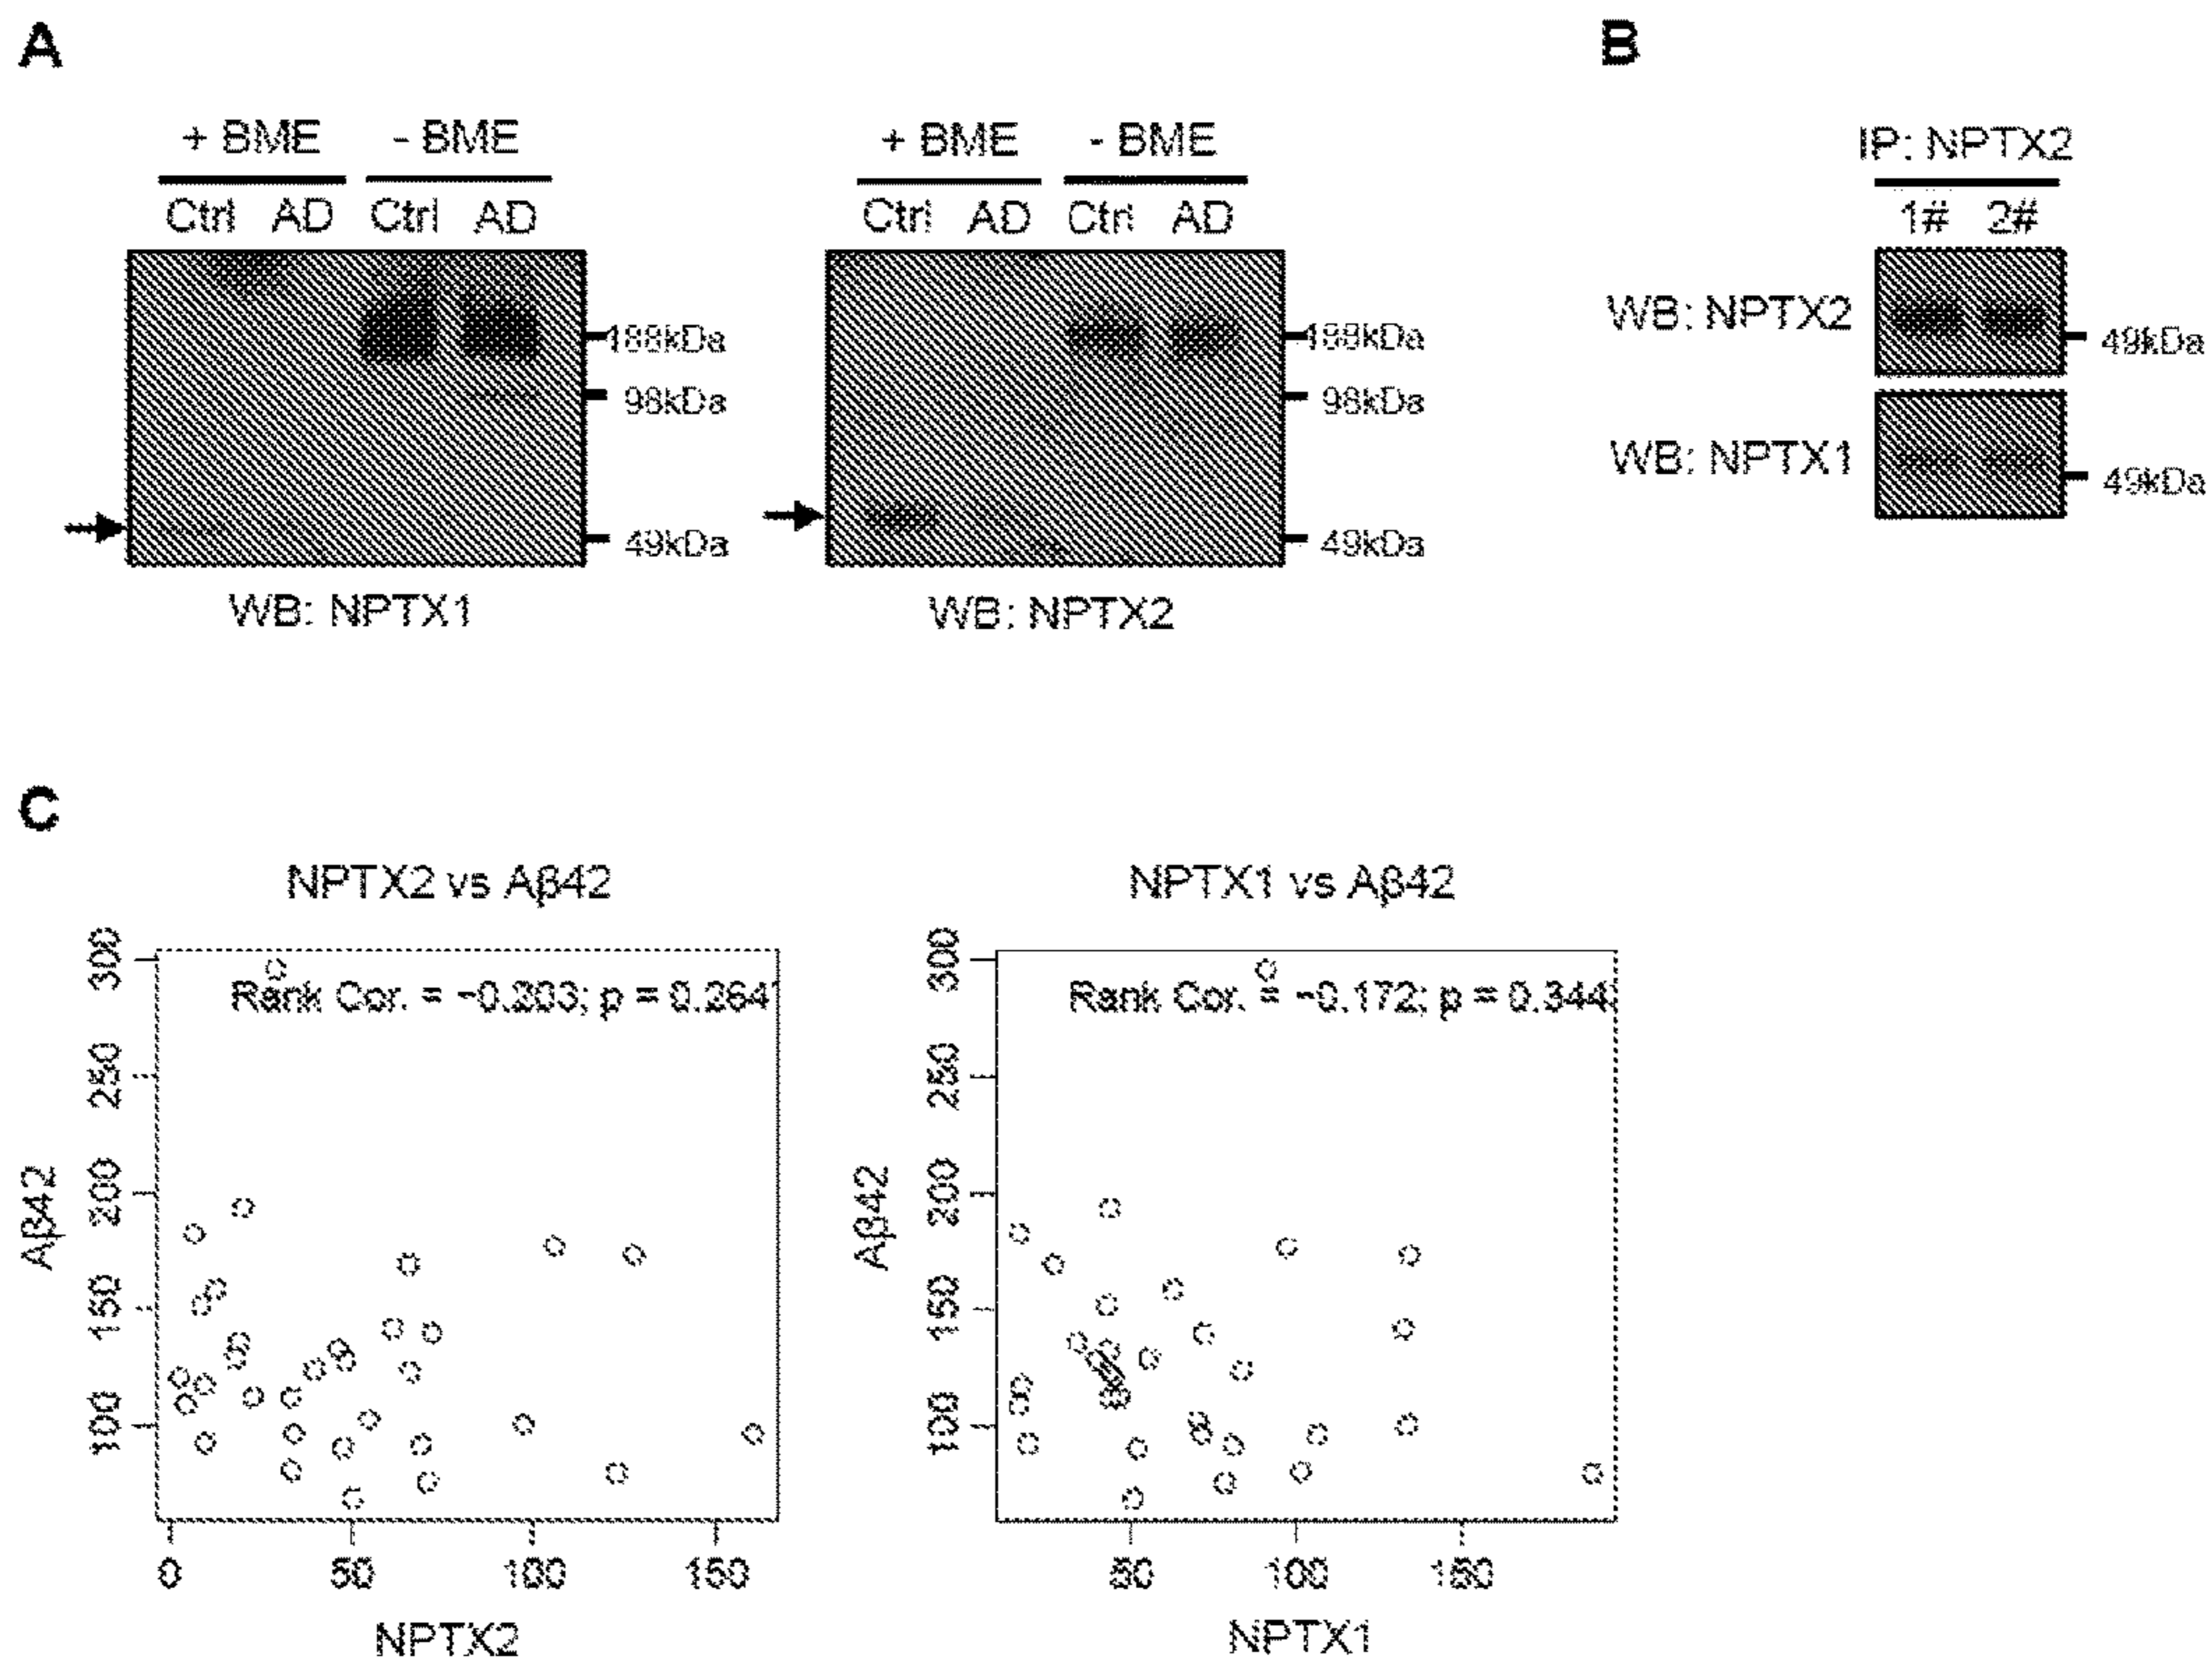 A
B
+ BME - BME
Ctrl AD Ctrl AD
188kDa
98kDa
49kDa
WB: NPTX1
+ BME - BME
Ctrl AD Ctrl AD
188kDa
98kDa
49kDa
WB: NPTX2
IP: NPTX2
1# 2#
WB: NPTX2
49kDa
WB: NPTX1
49kDa
C
NPTX2 vs Aβ42
Rank Cor. = −0.203; p = 0.264
Aβ42
300
250
200
150
100
0 50 100 150
NPTX2
NPTX1 vs Aβ42
Rank Cor. = −0.172; p = 0.344
Aβ42
300
250
200
150
100
50 100 150
NPTX1